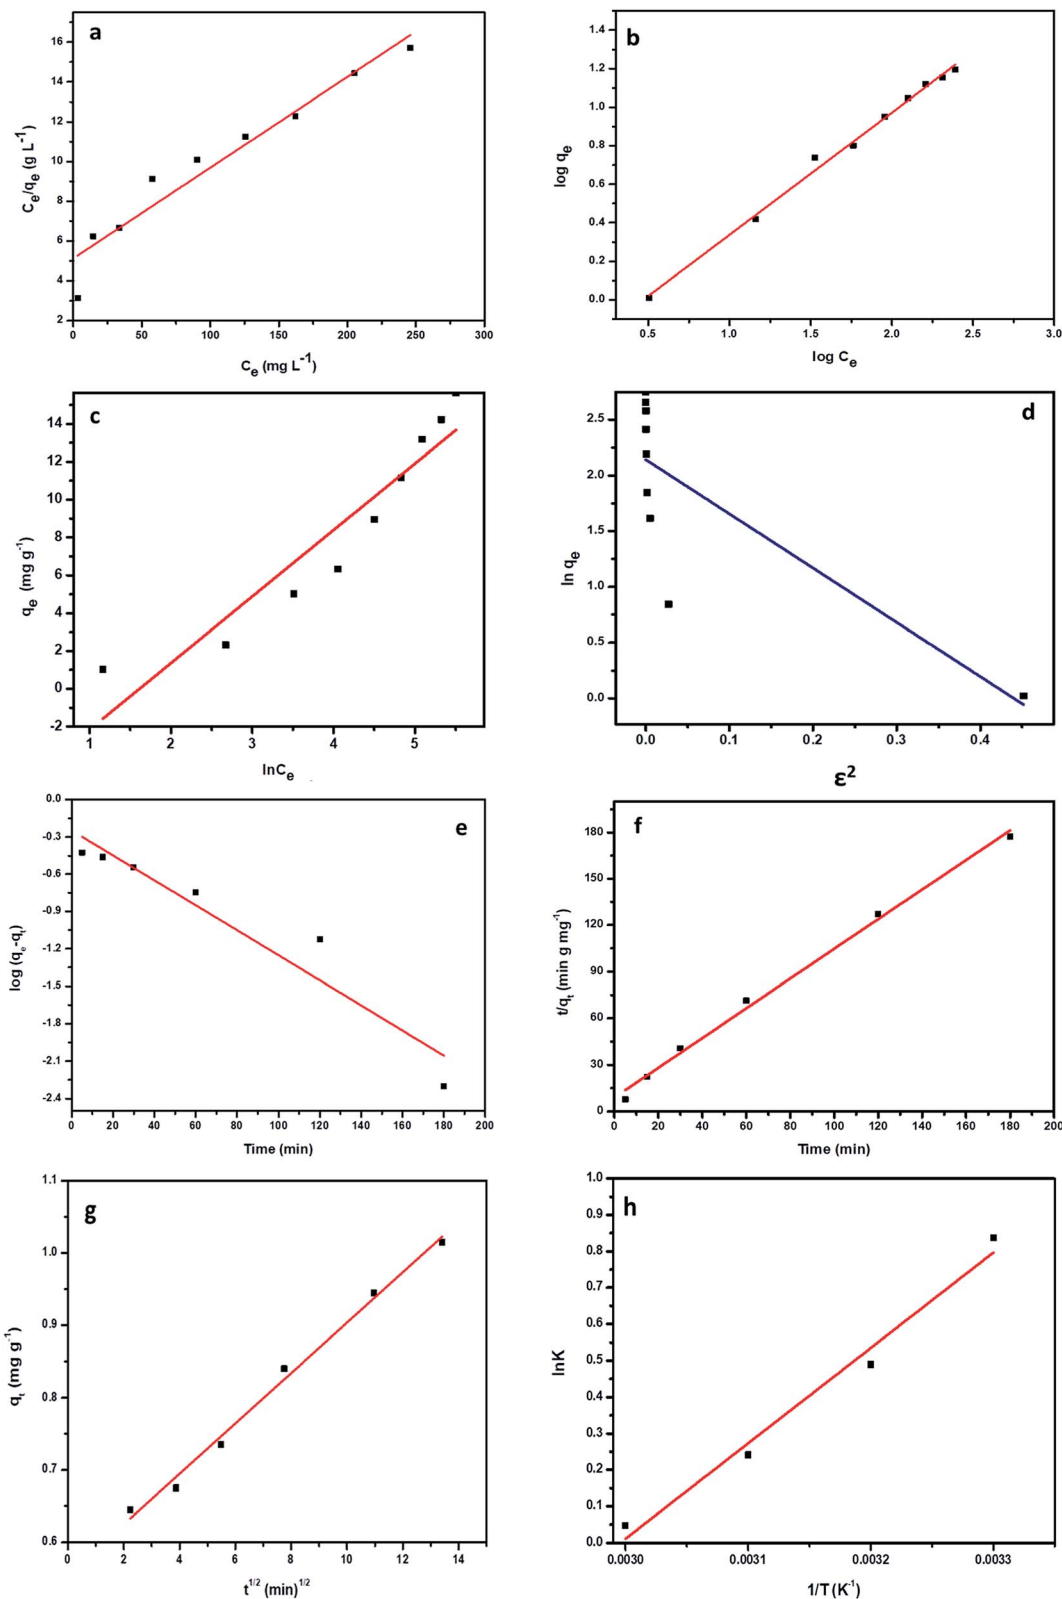 a
16
14
12
10
8
6
4
2
0 50 100 150 200 250 300
Ce/qe (g L-1)
Ce (mg L-1)
b
1.4
1.2
1.0
0.8
0.6
0.4
0.2
0.0
0.5 1.0 1.5 2.0 2.5 3.0
log qe
log Ce
c
14
12
10
8
6
4
2
0
-2
1 2 3 4 5
qe (mg g-1)
lnCe
d
2.5
2.0
1.5
1.0
0.5
0.0
0.0 0.1 0.2 0.3 0.4
ln qe
ε2
e
0.0
-0.3
-0.6
-0.9
-1.2
-1.5
-1.8
-2.1
-2.4
0 20 40 60 80 100 120 140 160 180 200
log (qe-qt)
Time (min)
f
180
150
120
90
60
30
0
0 20 40 60 80 100 120 140 160 180 200
t/qt (min g mg-1)
Time (min)
g
1.1
1.0
0.9
0.8
0.7
0.6
0 2 4 6 8 10 12 14
qt (mg g-1)
t1/2 (min)1/2
h
1.0
0.9
0.8
0.7
0.6
0.5
0.4
0.3
0.2
0.1
0.0
0.0030 0.0031 0.0032 0.0033
lnK
1/T (K-1)